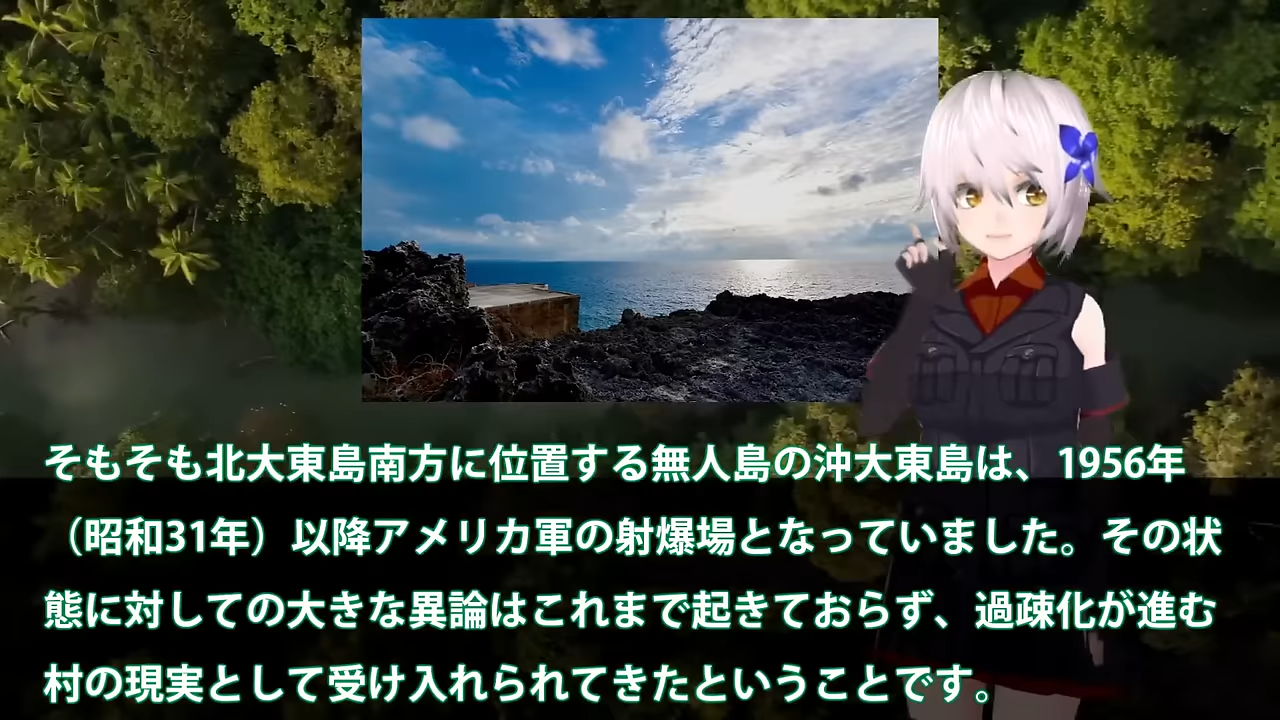 そもそも北大東島南方に位置する無人島の沖大東島は、1956年
（昭和31年）以降アメリカ軍の射爆場となっていました。その状
態に対しての大きな異論はこれまで起きておらず、過疎化が進む
村の現実として受け入れられてきたということです。